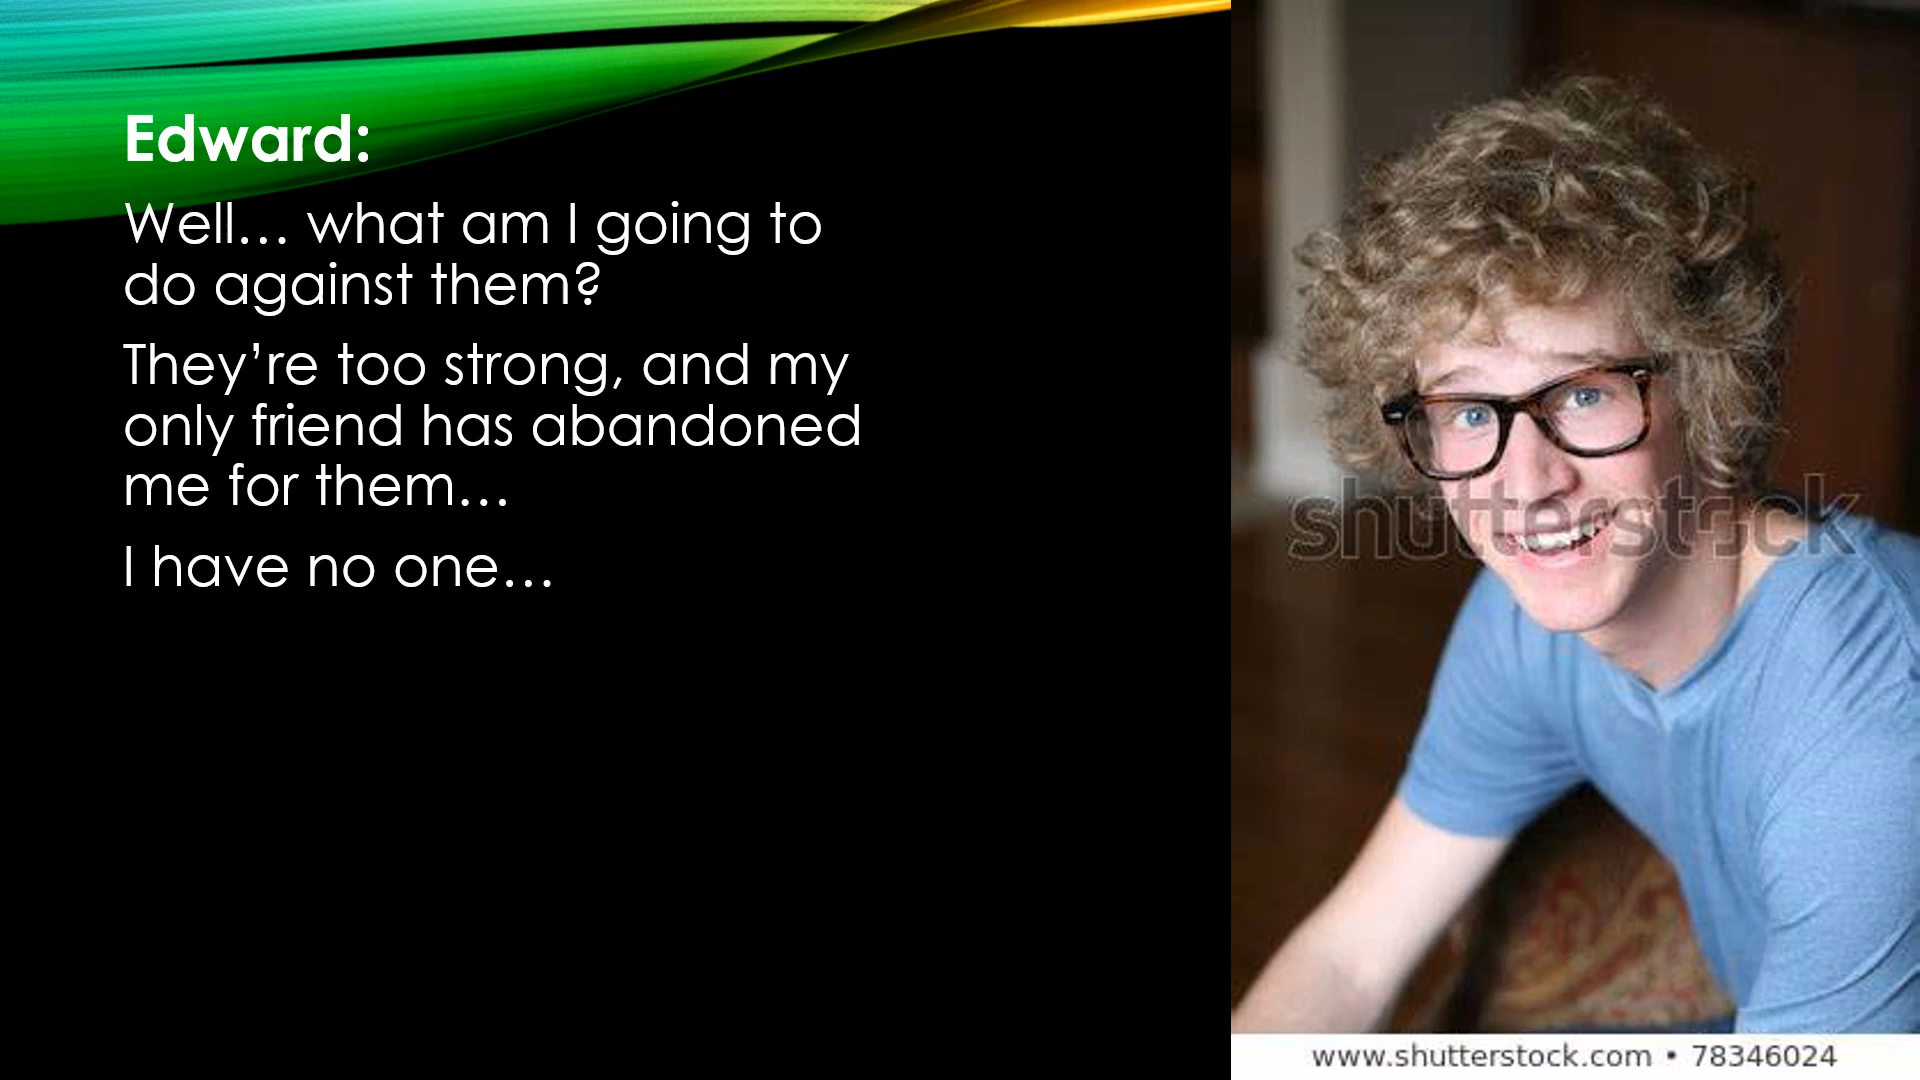 Edward:
Well… what am I going to
do against them?
They’re too strong, and my
only friend has abandoned
me for them…
I have no one…
shutterstock
www.shutterstock.com • 78346024